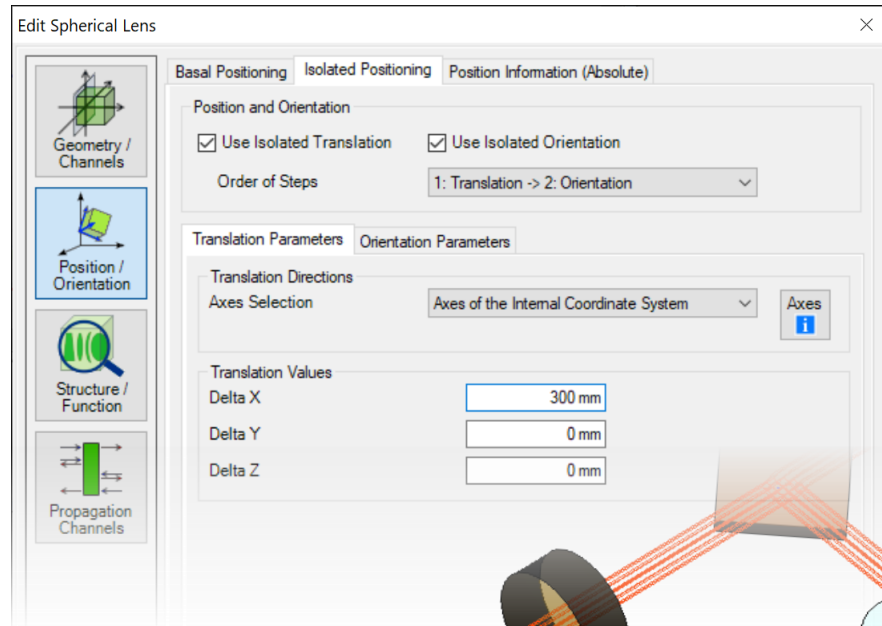 Edit Spherical Lens
Geometry /
Channels
Position /
Orientation
Structure /
Function
Propagation
Channels
Basal Positioning
Isolated Positioning
Position Information (Absolute)
Position and Orientation
Use Isolated Translation
Use Isolated Orientation
Order of Steps
1: Translation -> 2: Orientation
Translation Parameters
Orientation Parameters
Translation Directions
Axes Selection
Axes of the Internal Coordinate System
Axes
i
Translation Values
Delta X
300 mm
Delta Y
0 mm
Delta Z
0 mm